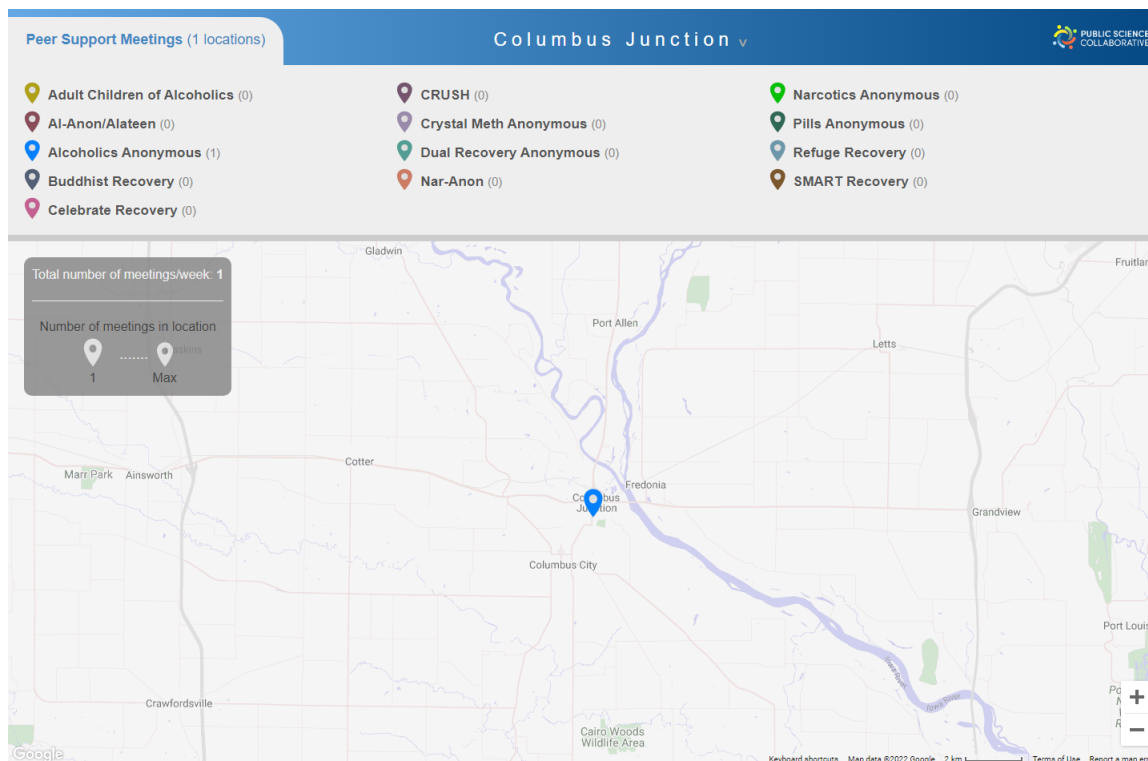 Peer Support Meetings (1 locations)
Columbus Junction v
PUBLIC SCIENCE
COLLABORATIVE
Adult Children of Alcoholics (0)
Al-Anon/Alateen (0)
Alcoholics Anonymous (1)
Buddhist Recovery (0)
Celebrate Recovery (0)
CRUSH (0)
Crystal Meth Anonymous (0)
Dual Recovery Anonymous (0)
Nar-Anon (0)
Narcotics Anonymous (0)
Pills Anonymous (0)
Refuge Recovery (0)
SMART Recovery (0)
Total number of meetings/week: 1
Number of meetings in location
1
.......
Max
Gladwin
Fruitlan
Port Allen
Letts
Cotter
Marr Park
Ainsworth
Fredonia
Columbus
Junction
Grandview
Columbus City
Port Louis
Crawfordsville
Iowa River
Iowa River
Cairo Woods
Wildlife Area
+
−
Google
Keyboard shortcuts
Map data ©2022 Google
2 km
Terms of Use
Report a map er